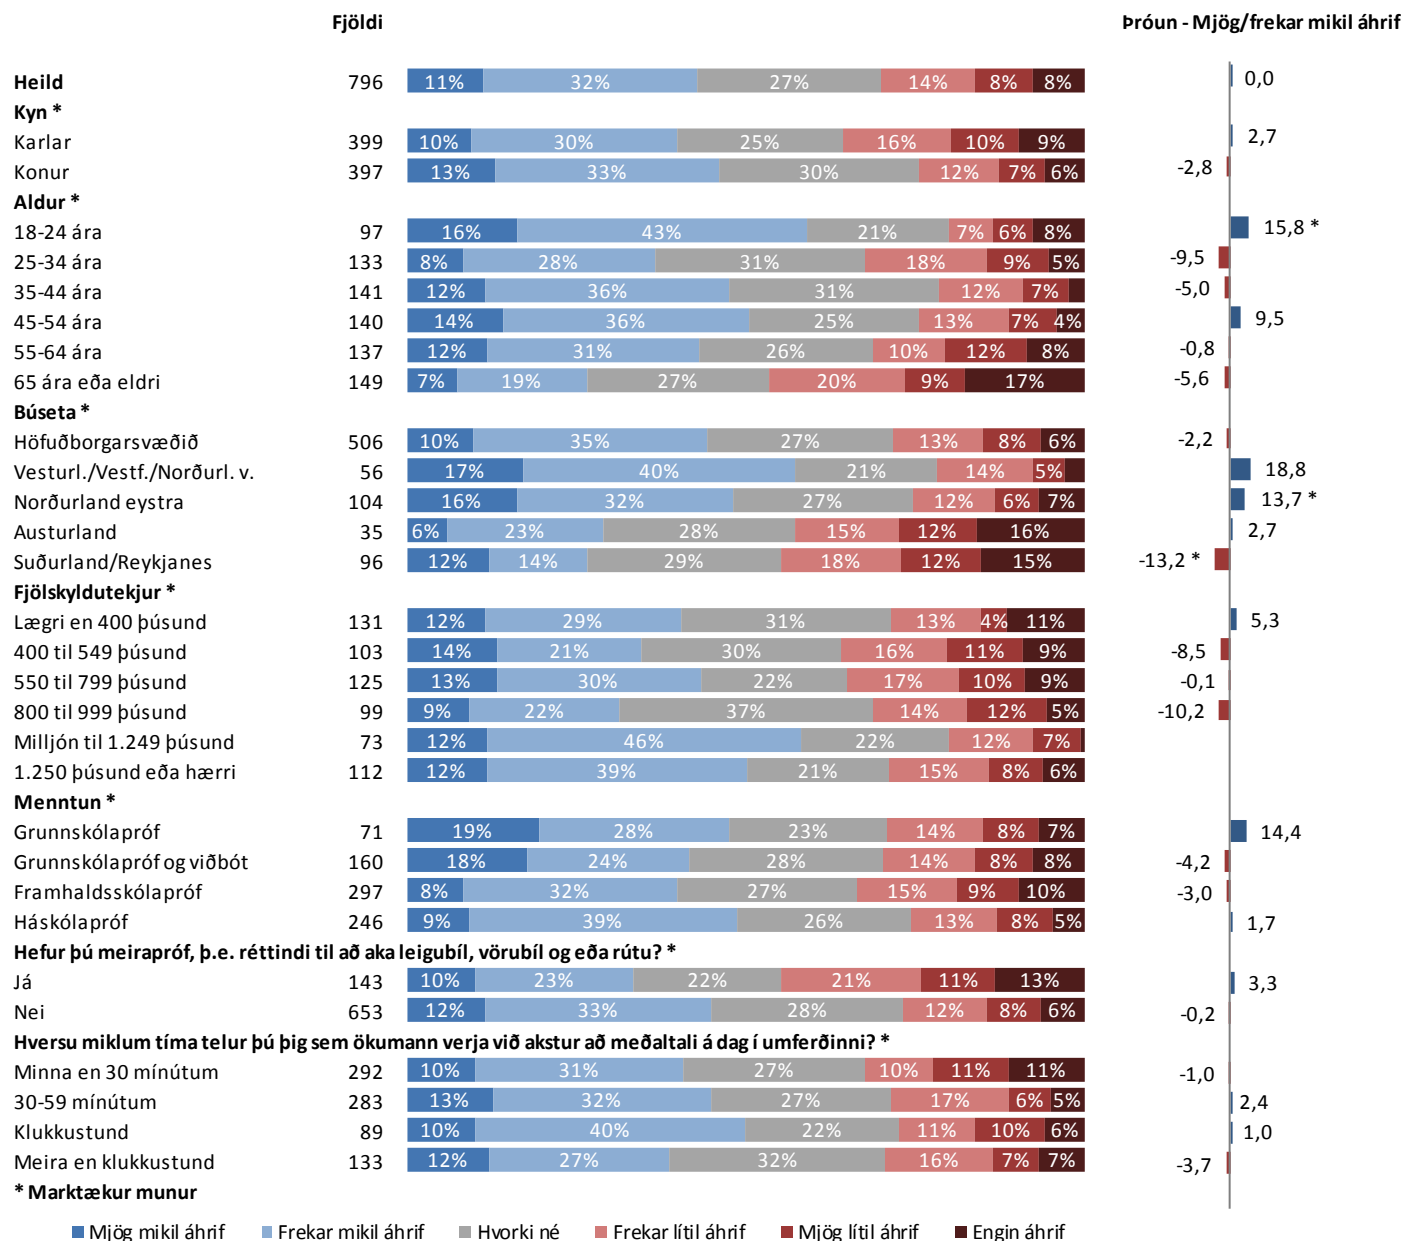 Fjöldi Þróun - Mjög/frekar mikil áhrif
Heild 796 11% 32% 27% 14% 8% 8% 0,0
Kyn *
Karlar 399 10% 30% 25% 16% 10% 9% 2,7
Konur 397 13% 33% 30% 12% 7% 6% -2,8
Aldur *
18-24 ára 97 16% 43% 21% 7% 6% 8% 15,8 *
25-34 ára 133 8% 28% 31% 18% 9% 5% -9,5
35-44 ára 141 12% 36% 31% 12% 7% -5,0
45-54 ára 140 14% 36% 25% 13% 7% 4% 9,5
55-64 ára 137 12% 31% 26% 10% 12% 8% -0,8
65 ára eða eldri 149 7% 19% 27% 20% 9% 17% -5,6
Búseta *
Höfuðborgarsvæðið 506 10% 35% 27% 13% 8% 6% -2,2
Vesturl./Vestf./Norðurl. v. 56 17% 40% 21% 14% 5% 18,8
Norðurland eystra 104 16% 32% 27% 12% 6% 7% 13,7 *
Austurland 35 6% 23% 28% 15% 12% 16% 2,7
Suðurland/Reykjanes 96 12% 14% 29% 18% 12% 15% -13,2 *
Fjölskyldutekjur *
Lægri en 400 þúsund 131 12% 29% 31% 13% 4% 11% 5,3
400 til 549 þúsund 103 14% 21% 30% 16% 11% 9% -8,5
550 til 799 þúsund 125 13% 30% 22% 17% 10% 9% -0,1
800 til 999 þúsund 99 9% 22% 37% 14% 12% 5% -10,2
Milljón til 1.249 þúsund 73 12% 46% 22% 12% 7%
1.250 þúsund eða hærri 112 12% 39% 21% 15% 8% 6%
Menntun *
Grunnskólapróf 71 19% 28% 23% 14% 8% 7% 14,4
Grunnskólapróf og viðbót 160 18% 24% 28% 14% 8% 8% -4,2
Framhaldsskólapróf 297 8% 32% 27% 15% 9% 10% -3,0
Háskólapróf 246 9% 39% 26% 13% 8% 5% 1,7
Hefur þú meirapróf, þ.e. réttindi til að aka leigubíl, vörubíl og eða rútu? *
Já 143 10% 23% 22% 21% 11% 13% 3,3
Nei 653 12% 33% 28% 12% 8% 6% -0,2
Hversu miklum tíma telur þú þig sem ökumann verja við akstur að meðaltali á dag í umferðinni? *
Minna en 30 mínútum 292 10% 31% 27% 10% 11% 11% -1,0
30-59 mínútum 283 13% 32% 27% 17% 6% 5% 2,4
Klukkustund 89 10% 40% 22% 11% 10% 6% 1,0
Meira en klukkustund 133 12% 27% 32% 16% 7% 7% -3,7
* Marktækur munur
Mjög mikil áhrif Frekar mikil áhrif Hvorki né Frekar lítil áhrif Mjög lítil áhrif Engin áhrif